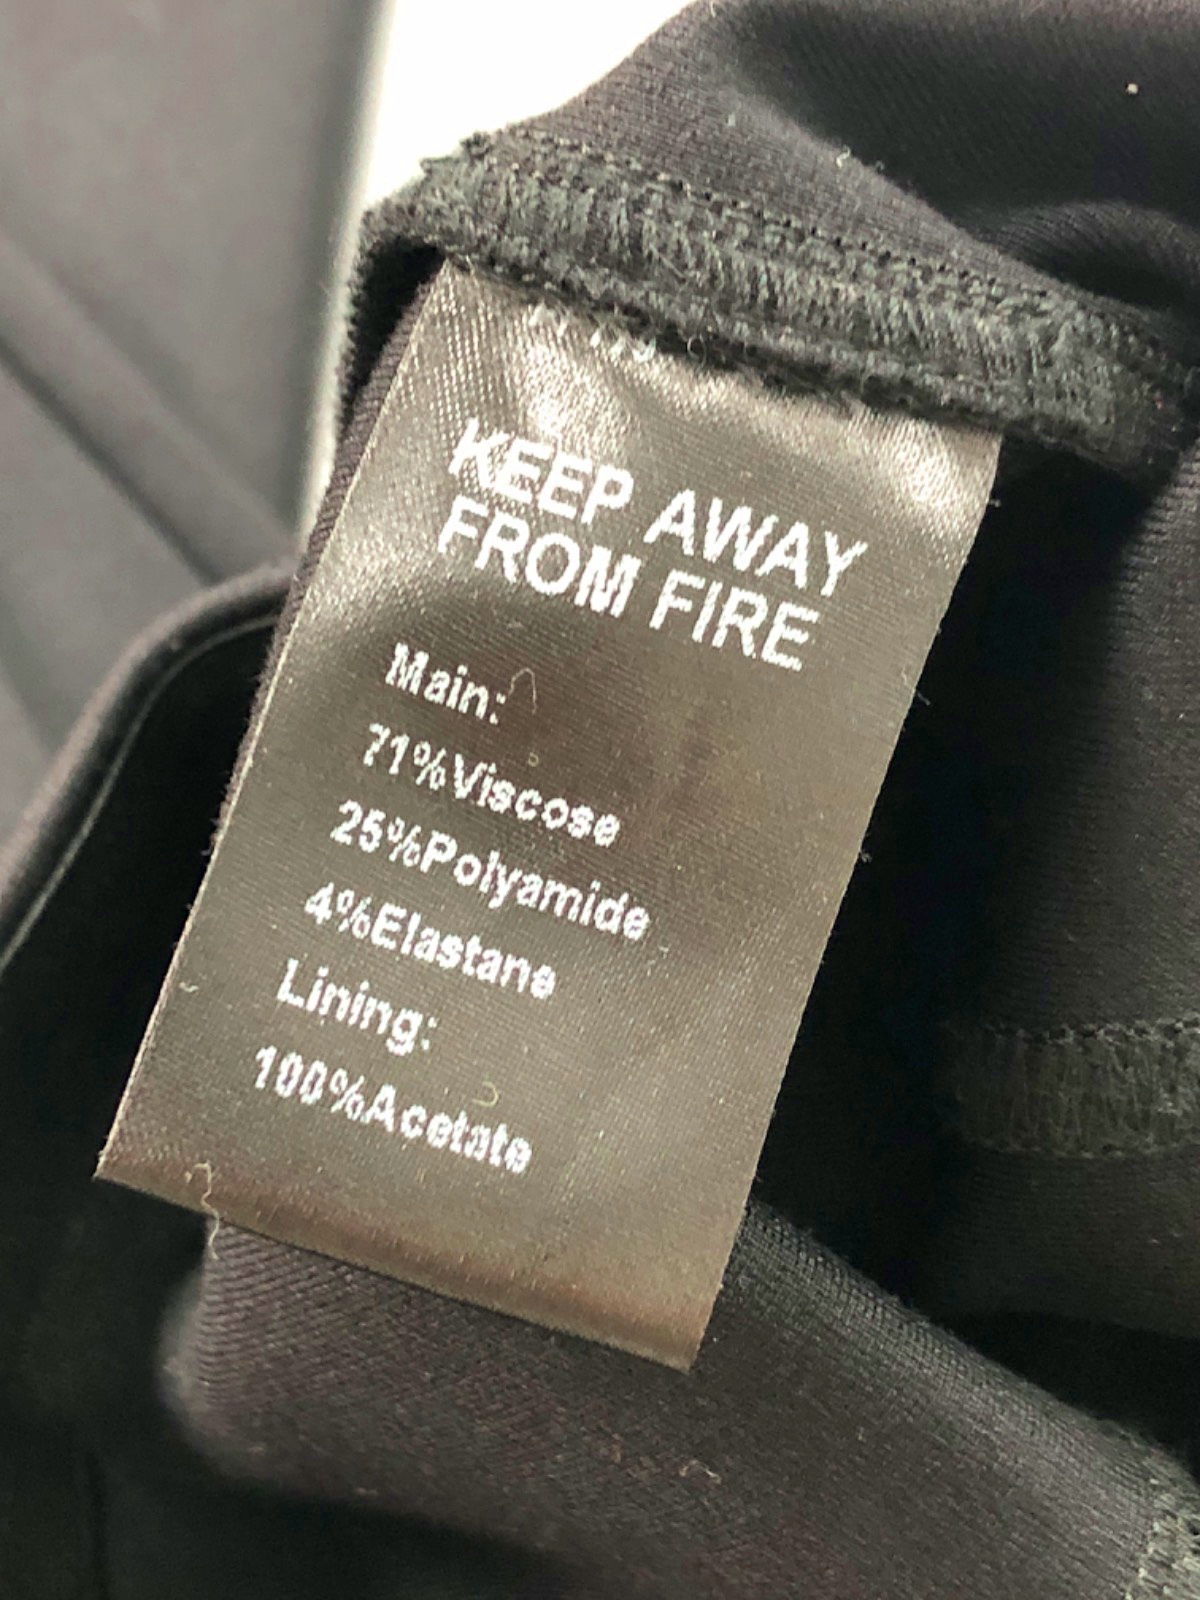 KEEP AWAY
FROM FIRE
Main:
71%Viscose
25%Polyamide
4%Elastane
Lining:
100%Acetate